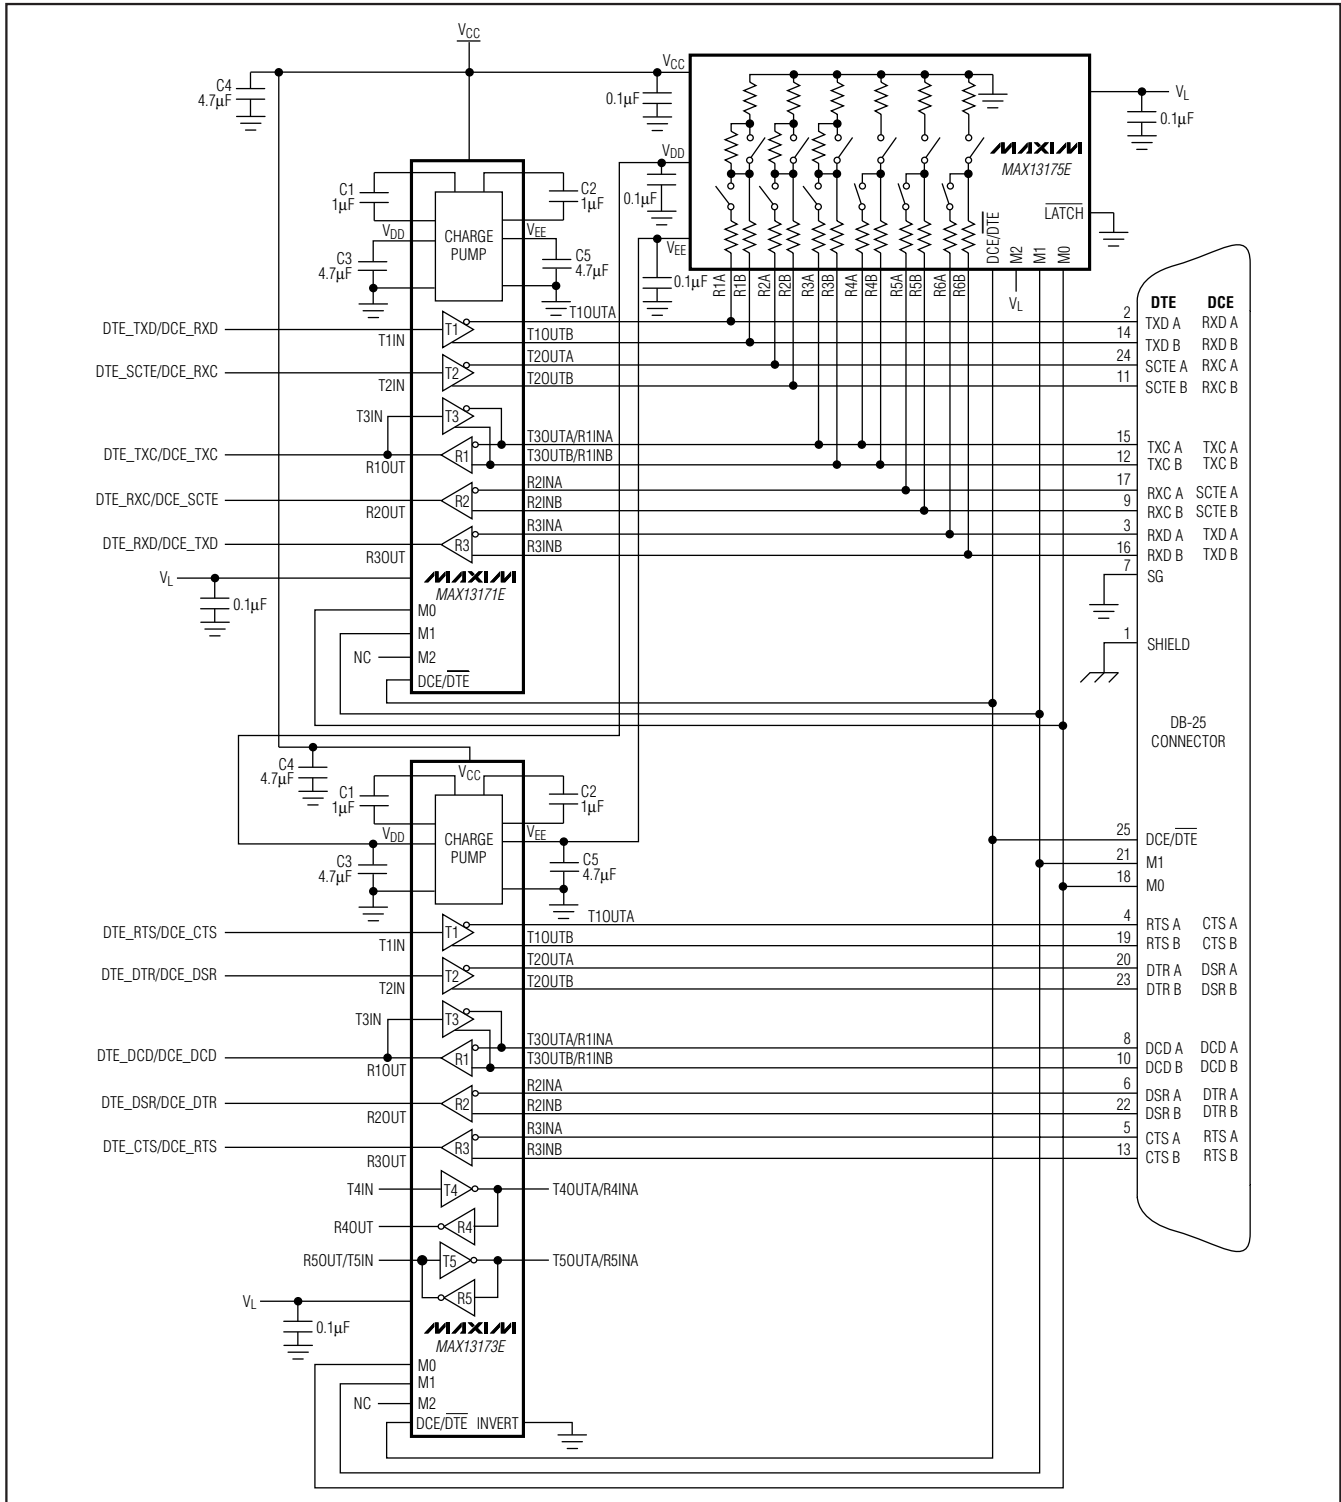 VCC
C4
4.7µF
VCC
0.1µF
VL
0.1µF
MAXIM
MAX13175E
VDD
0.1µF
LATCH
VEE
0.1µF
R1A
R1B
R2A
R2B
R3A
R3B
R4A
R4B
R5A
R5B
R6A
R6B
DCE/DTE
M2
M1
M0
VL
C1
1µF
C2
1µF
VDD
CHARGE
PUMP
VEE
C3
4.7µF
C5
4.7µF
DTE DCE
DTE_TXD/DCE_RXD
T1IN
T1
T1OUTA
2
TXD A RXD A
T1OUTB
14
TXD B RXD B
DTE_SCTE/DCE_RXC
T2IN
T2
T2OUTA
24
SCTE A RXC A
T2OUTB
11
SCTE B RXC B
T3IN
T3
DTE_TXC/DCE_TXC
R1OUT
R1
T3OUTA/R1INA
15
TXC A TXC A
T3OUTB/R1INB
12
TXC B TXC B
DTE_RXC/DCE_SCTE
R2OUT
R2
R2INA
17
RXC A SCTE A
R2INB
9
RXC B SCTE B
DTE_RXD/DCE_TXD
R3OUT
R3
R3INA
3
RXD A TXD A
R3INB
16
RXD B TXD B
7
SG
VL
0.1µF
MAXIM
MAX13171E
M0
M1
NC
M2
DCE/DTE
1
SHIELD
DB-25
CONNECTOR
C4
4.7µF
VCC
C1
1µF
C2
1µF
VDD
CHARGE
PUMP
VEE
C3
4.7µF
C5
4.7µF
25
DCE/DTE
21
M1
18
M0
DTE_RTS/DCE_CTS
T1IN
T1
T1OUTA
4
RTS A CTS A
T1OUTB
19
RTS B CTS B
DTE_DTR/DCE_DSR
T2IN
T2
T2OUTA
20
DTR A DSR A
T2OUTB
23
DTR B DSR B
T3IN
T3
DTE_DCD/DCE_DCD
R1OUT
R1
T3OUTA/R1INA
8
DCD A DCD A
T3OUTB/R1INB
10
DCD B DCD B
DTE_DSR/DCE_DTR
R2OUT
R2
R2INA
6
DSR A DTR A
R2INB
22
DSR B DTR B
DTE_CTS/DCE_RTS
R3OUT
R3
R3INA
5
CTS A RTS A
R3INB
13
CTS B RTS B
T4IN
T4
T4OUTA/R4INA
R4OUT
R4
R5OUT/T5IN
T5
T5OUTA/R5INA
R5
VL
0.1µF
MAXIM
MAX13173E
M0
M1
NC
M2
DCE/DTE INVERT